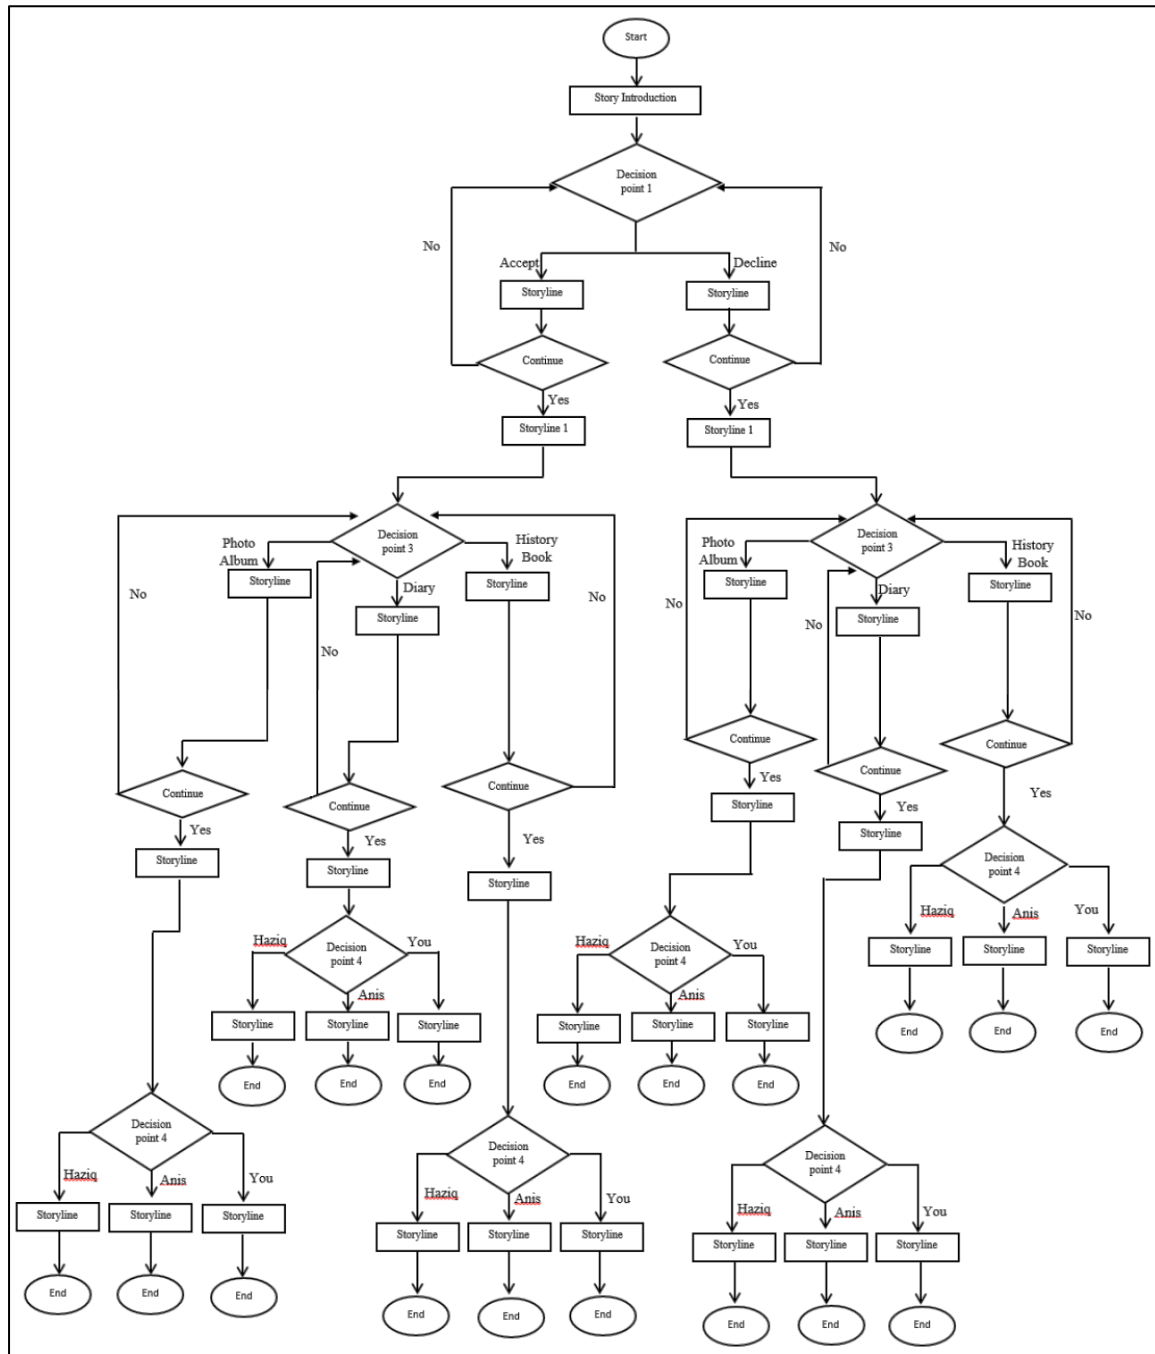 Start
Story Introduction
Decision
point 1
No
No
Accept
Decline
Storyline
Storyline
Continue
Continue
Yes
Yes
Storyline 1
Storyline 1
Decision
point 3
Photo
Album
History
Book
Storyline
Storyline
Diary
Storyline
No
No
No
Decision
point 3
Photo
Album
History
Book
Storyline
Storyline
Diary
Storyline
No
No
No
Continue
Continue
Continue
Continue
Continue
Continue
Yes
Yes
Yes
Yes
Yes
Yes
Storyline
Storyline
Storyline
Storyline
Storyline
Decision
point 4
Haziq
Anis
You
Storyline
Storyline
Storyline
End
End
End
Decision
point 4
Haziq
Anis
You
Storyline
Storyline
Storyline
End
End
End
Decision
point 4
Haziq
Anis
You
Storyline
Storyline
Storyline
End
End
End
Decision
point 4
Haziq
Anis
You
Storyline
Storyline
Storyline
End
End
End
Decision
point 4
Haziq
Anis
You
Storyline
Storyline
Storyline
End
End
End
Decision
point 4
Haziq
Anis
You
Storyline
Storyline
Storyline
End
End
End